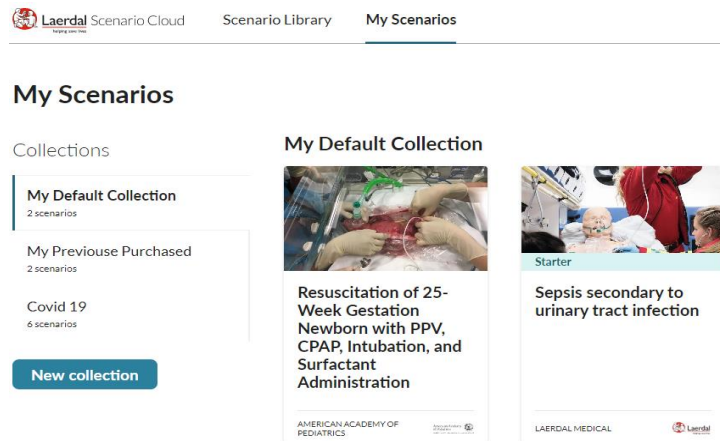 Laerdal Scenario Cloud
helping save lives
Scenario Library
My Scenarios
My Scenarios
Collections
My Default Collection
2 scenarios
My Previouse Purchased
2 scenarios
Covid 19
6 scenarios
New collection
My Default Collection
Resuscitation of 25-
Week Gestation
Newborn with PPV,
CPAP, Intubation, and
Surfactant
Administration
AMERICAN ACADEMY OF
PEDIATRICS
Starter
Sepsis secondary to
urinary tract infection
LAERDAL MEDICAL
Laerdal